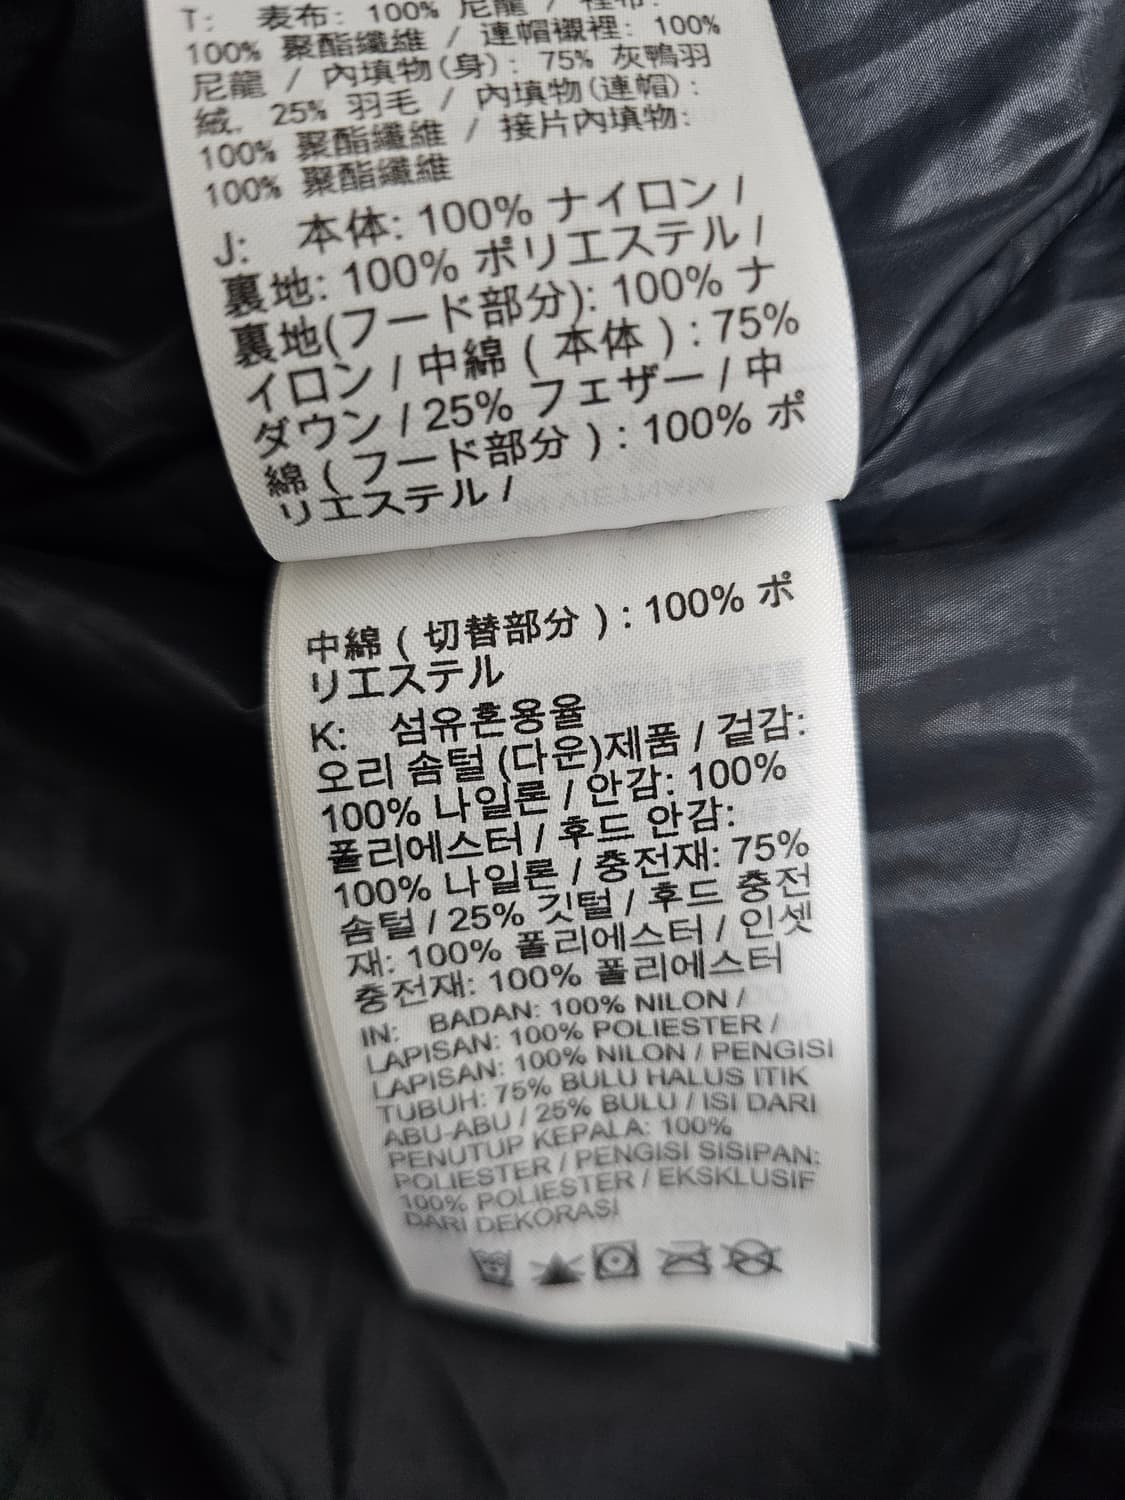 T: 表布: 100% 尼龍 / 裡布:
100% 聚酯纖維 / 連帽襯裡: 100%
尼龍 / 內填物(身): 75% 灰鴨羽
絨, 25% 羽毛 / 內填物(連帽):
100% 聚酯纖維 / 接片內填物:
100% 聚酯纖維
J: 本体: 100% ナイロン /
裏地: 100% ポリエステル /
裏地(フード部分): 100% ナ
イロン / 中綿 ( 本体 ) : 75%
ダウン / 25% フェザー / 中
綿 ( フード部分 ) : 100% ポ
リエステル /
中綿 ( 切替部分 ) : 100% ポ
リエステル
K: 섬유혼용율
오리 솜털 (다운)제품 / 겉감:
100% 나일론 / 안감: 100%
폴리에스터 / 후드 안감:
100% 나일론 / 충전재: 75%
솜털 / 25% 깃털 / 후드 충전
재: 100% 폴리에스터 / 인셋
충전재: 100% 폴리에스터
IN: BADAN: 100% NILON /
LAPISAN: 100% POLIESTER /
LAPISAN: 100% NILON / PENGISI
TUBUH: 75% BULU HALUS ITIK
ABU-ABU / 25% BULU / ISI DARI
PENUTUP KEPALA: 100%
POLIESTER / PENGISI SISIPAN:
100% POLIESTER / EKSKLUSIF
DARI DEKORASI